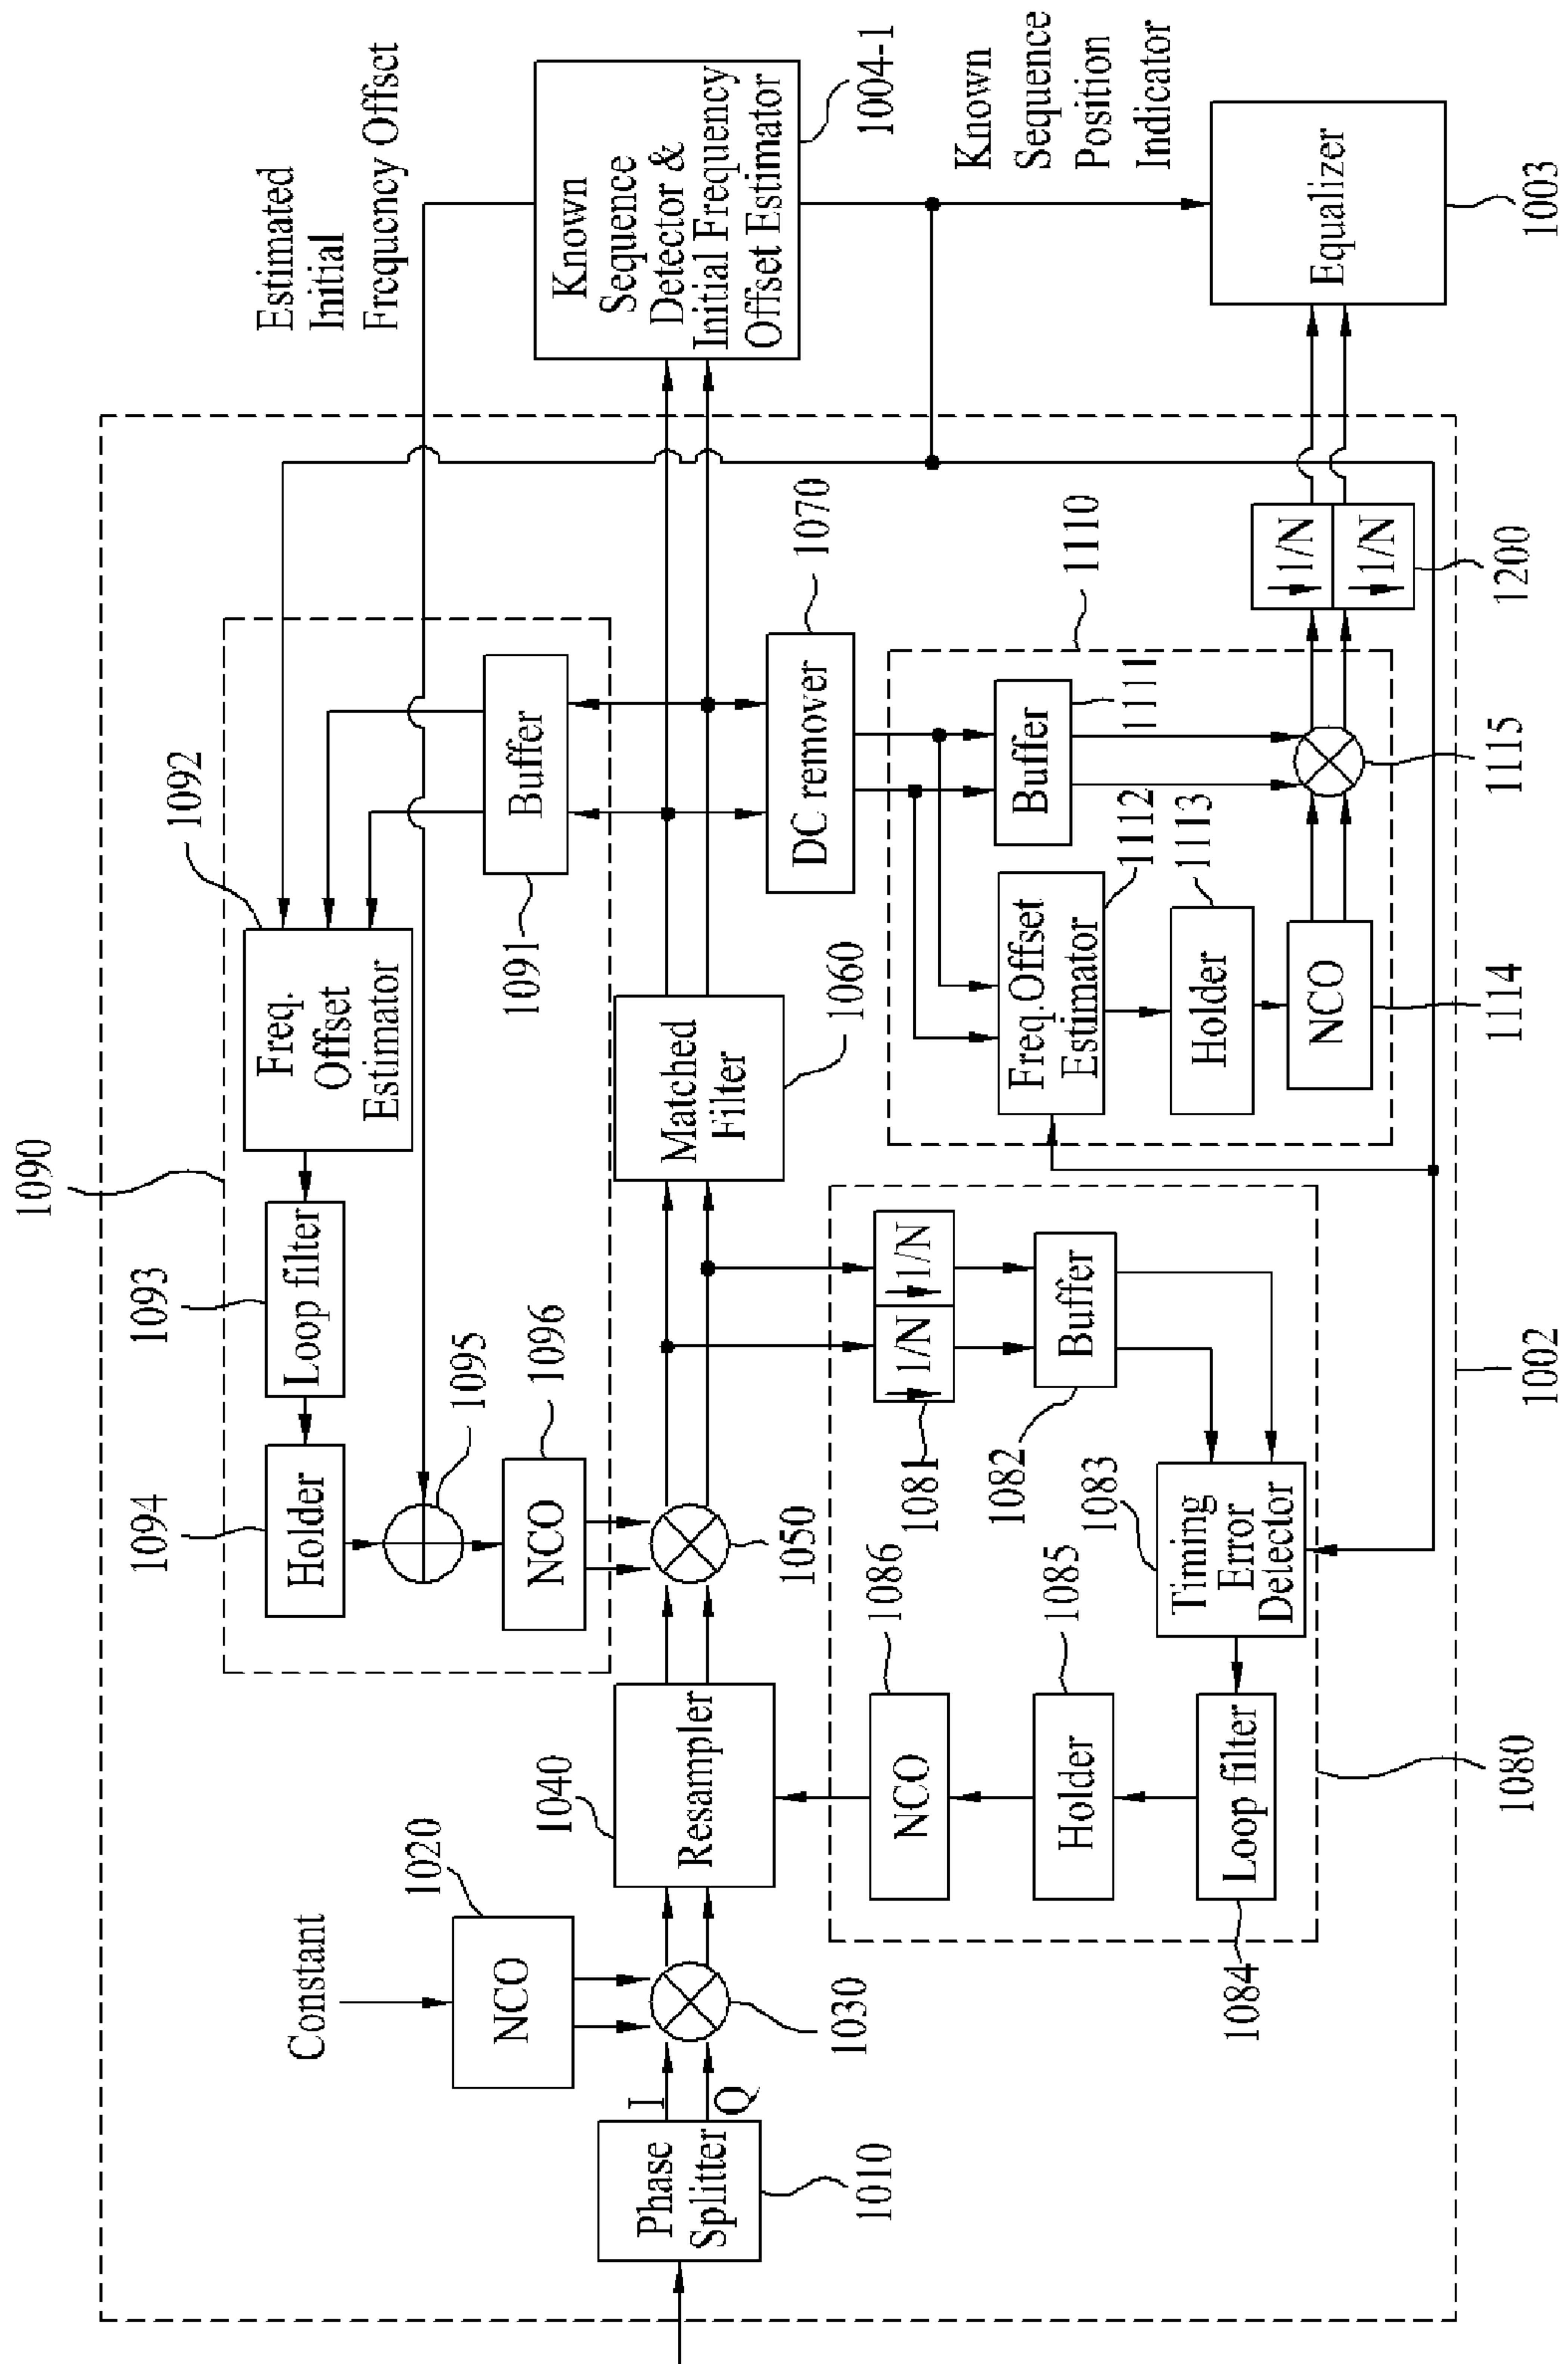 1090
1094
1093
1092
Estimated
Initial
Frequency Offset
Holder
Loop filter
Freq.
Offset
Estimator
1095
1091
Buffer
Constant
1020
NCO
NCO
1096
Known
Sequence
Detector &
Initial Frequency
Offset Estimator
1004-1
Phase
Splitter
1010
I
Q
1030
1040
Resampler
1050
Matched
Filter
1060
DC remover
1070
Known
Sequence
Position
Indicator
1086
NCO
1085
Holder
1084
Loop filter
1083
Timing
Error
Detector
1081
1/N
1/N
1082
Buffer
1080
1110
Buffer
1111
Freq.Offset
Estimator
1112
Holder
1113
NCO
1114
1115
1/N
1/N
1200
Equalizer
1003
1002